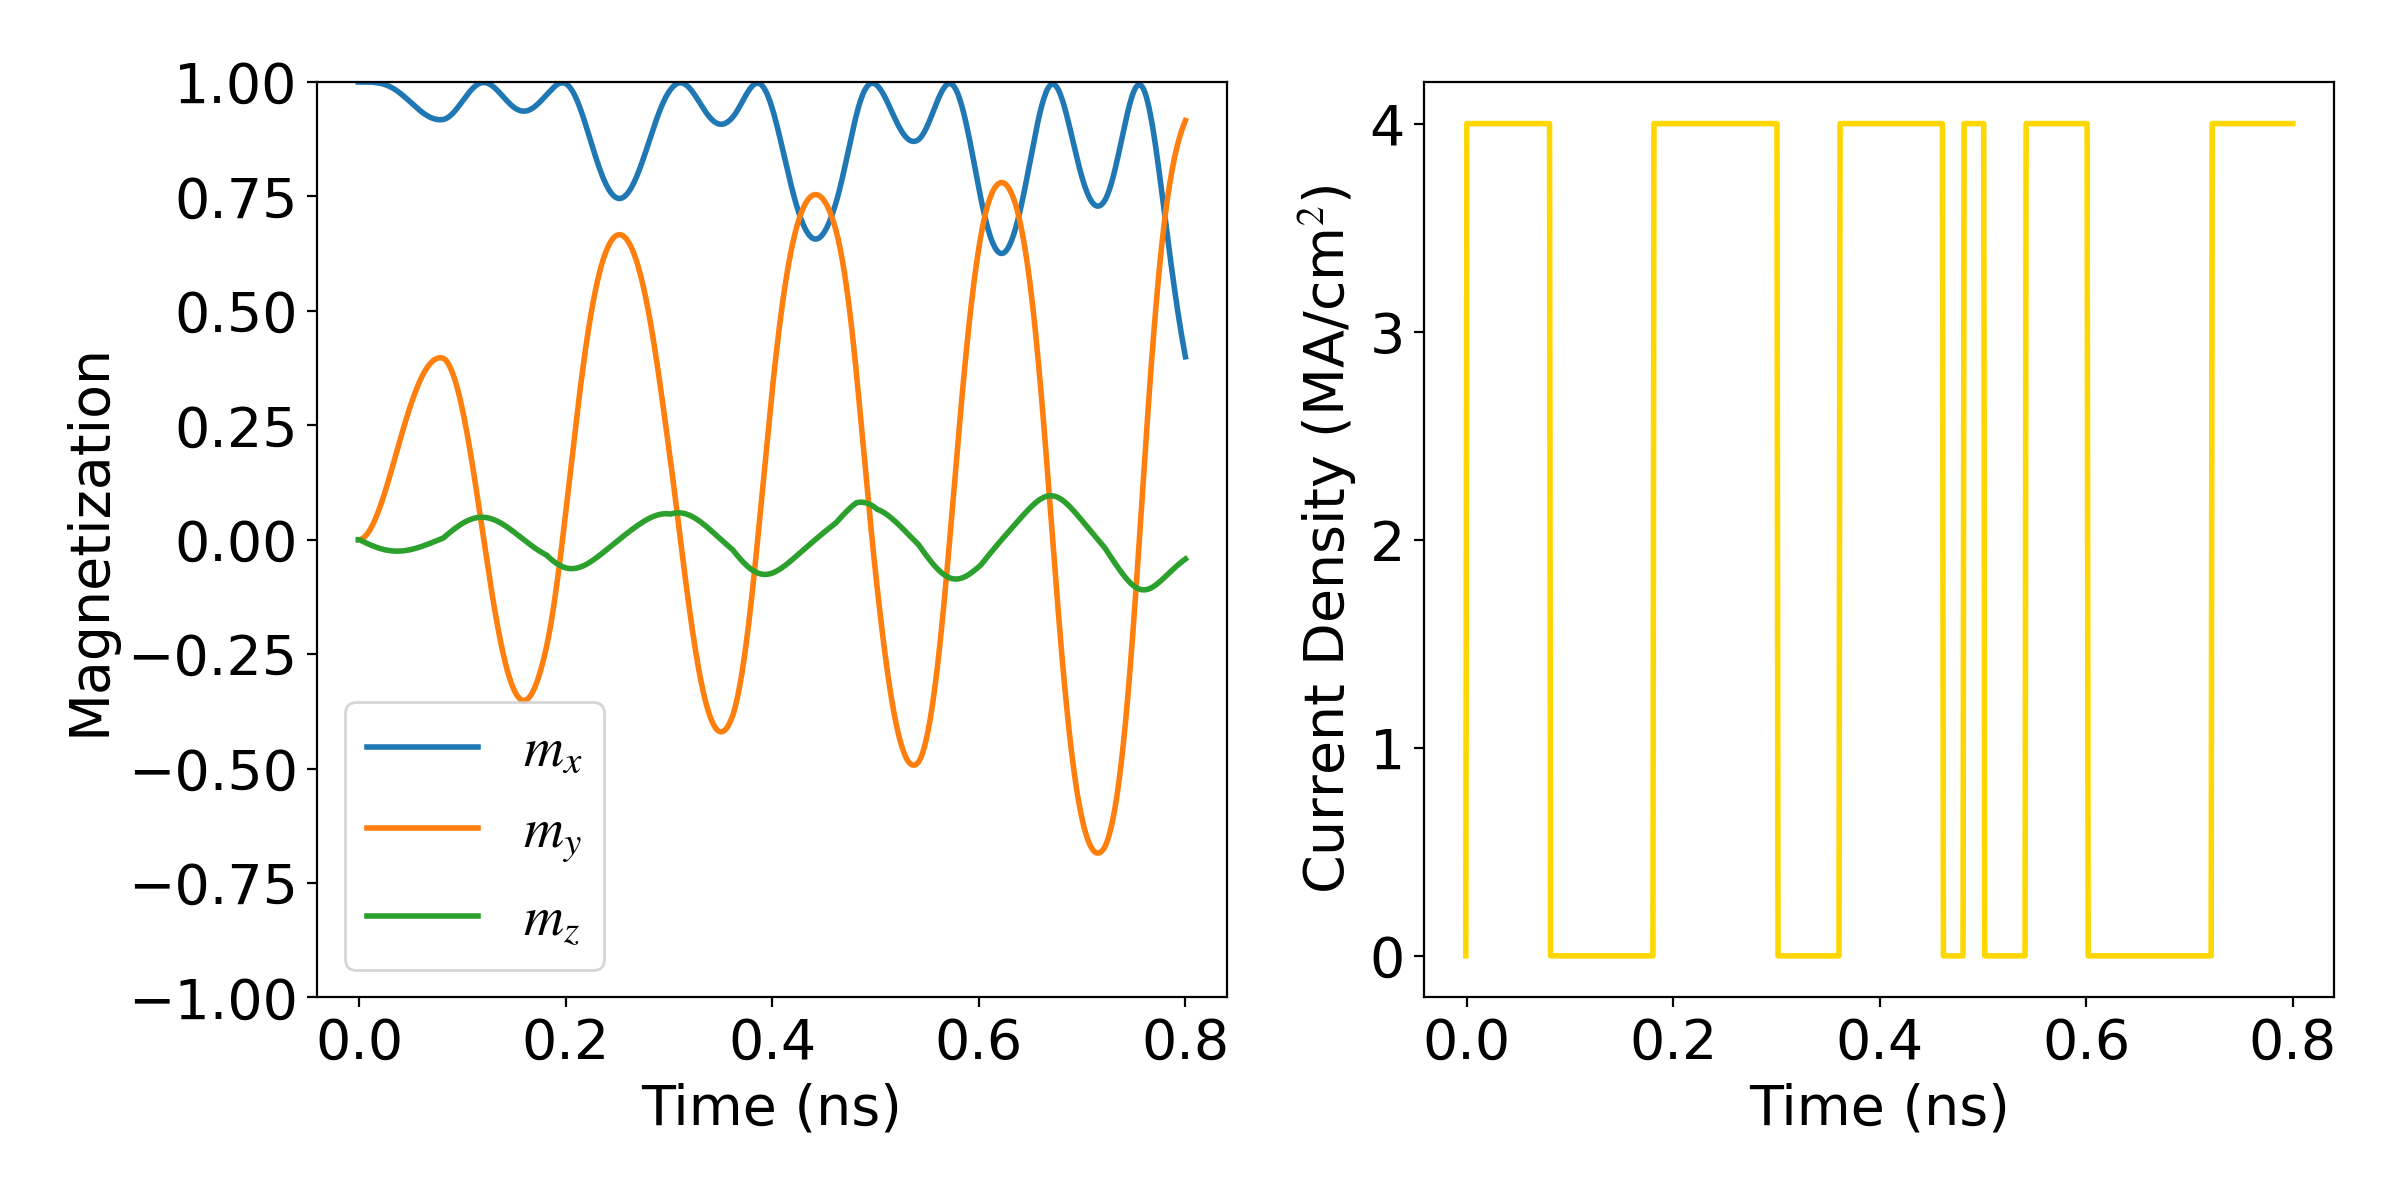 1.00
0.75
0.50
0.25
0.00
−0.25
−0.50
−0.75
−1.00
Magnetization
m_x
m_y
m_z
0.0 0.2 0.4 0.6 0.8
Time (ns)
4
3
2
1
0
Current Density (MA/cm²)
0.0 0.2 0.4 0.6 0.8
Time (ns)